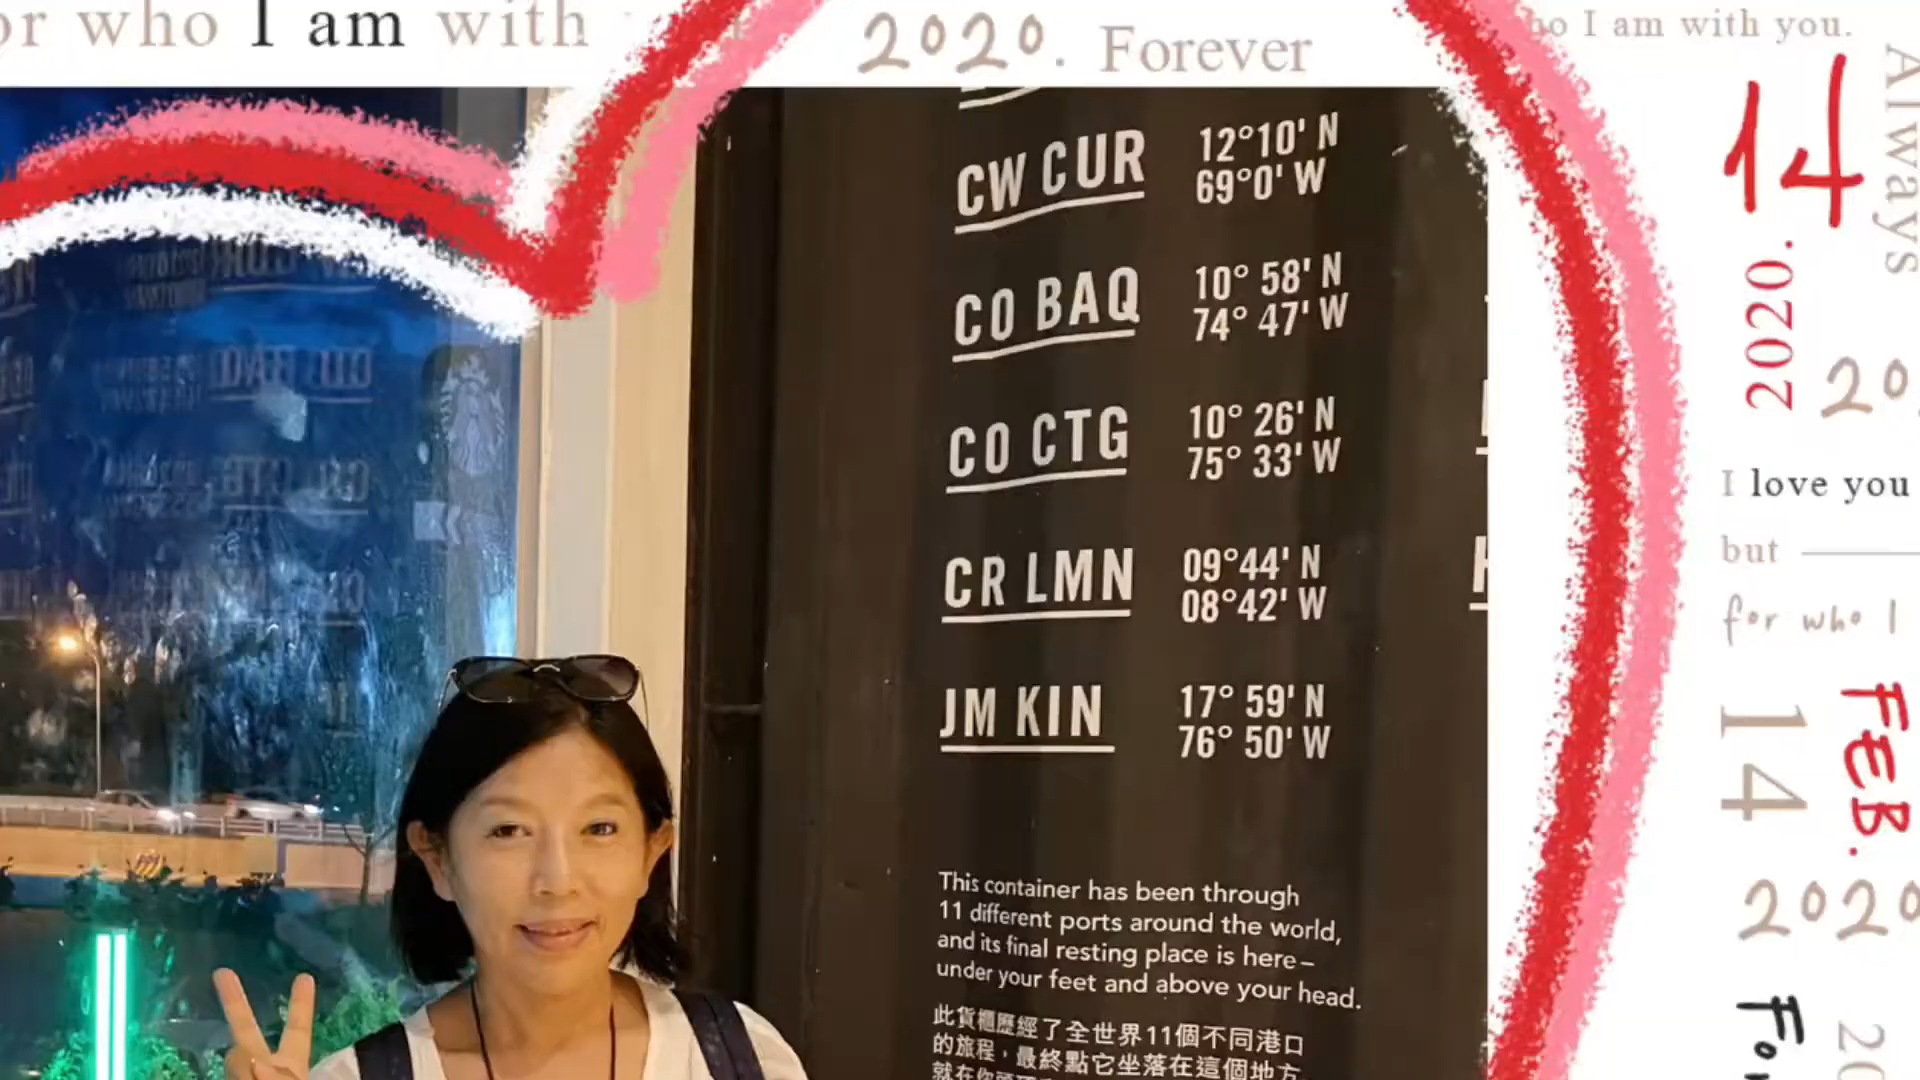 or who I am with
2020. Forever
who I am with you.
14
Always
2020.
I love you
but
for who I
14
FEB.
2020
CW CUR 12°10' N
69°0' W
CO BAQ 10° 58' N
74° 47' W
CO CTG 10° 26' N
75° 33' W
CR LMN 09°44' N
08°42' W
JM KIN 17° 59' N
76° 50' W
This container has been through
11 different ports around the world,
and its final resting place is here–
under your feet and above your head.
此貨櫃歷經了全世界11個不同港口
的旅程，最終點它坐落在這個地方
就在你